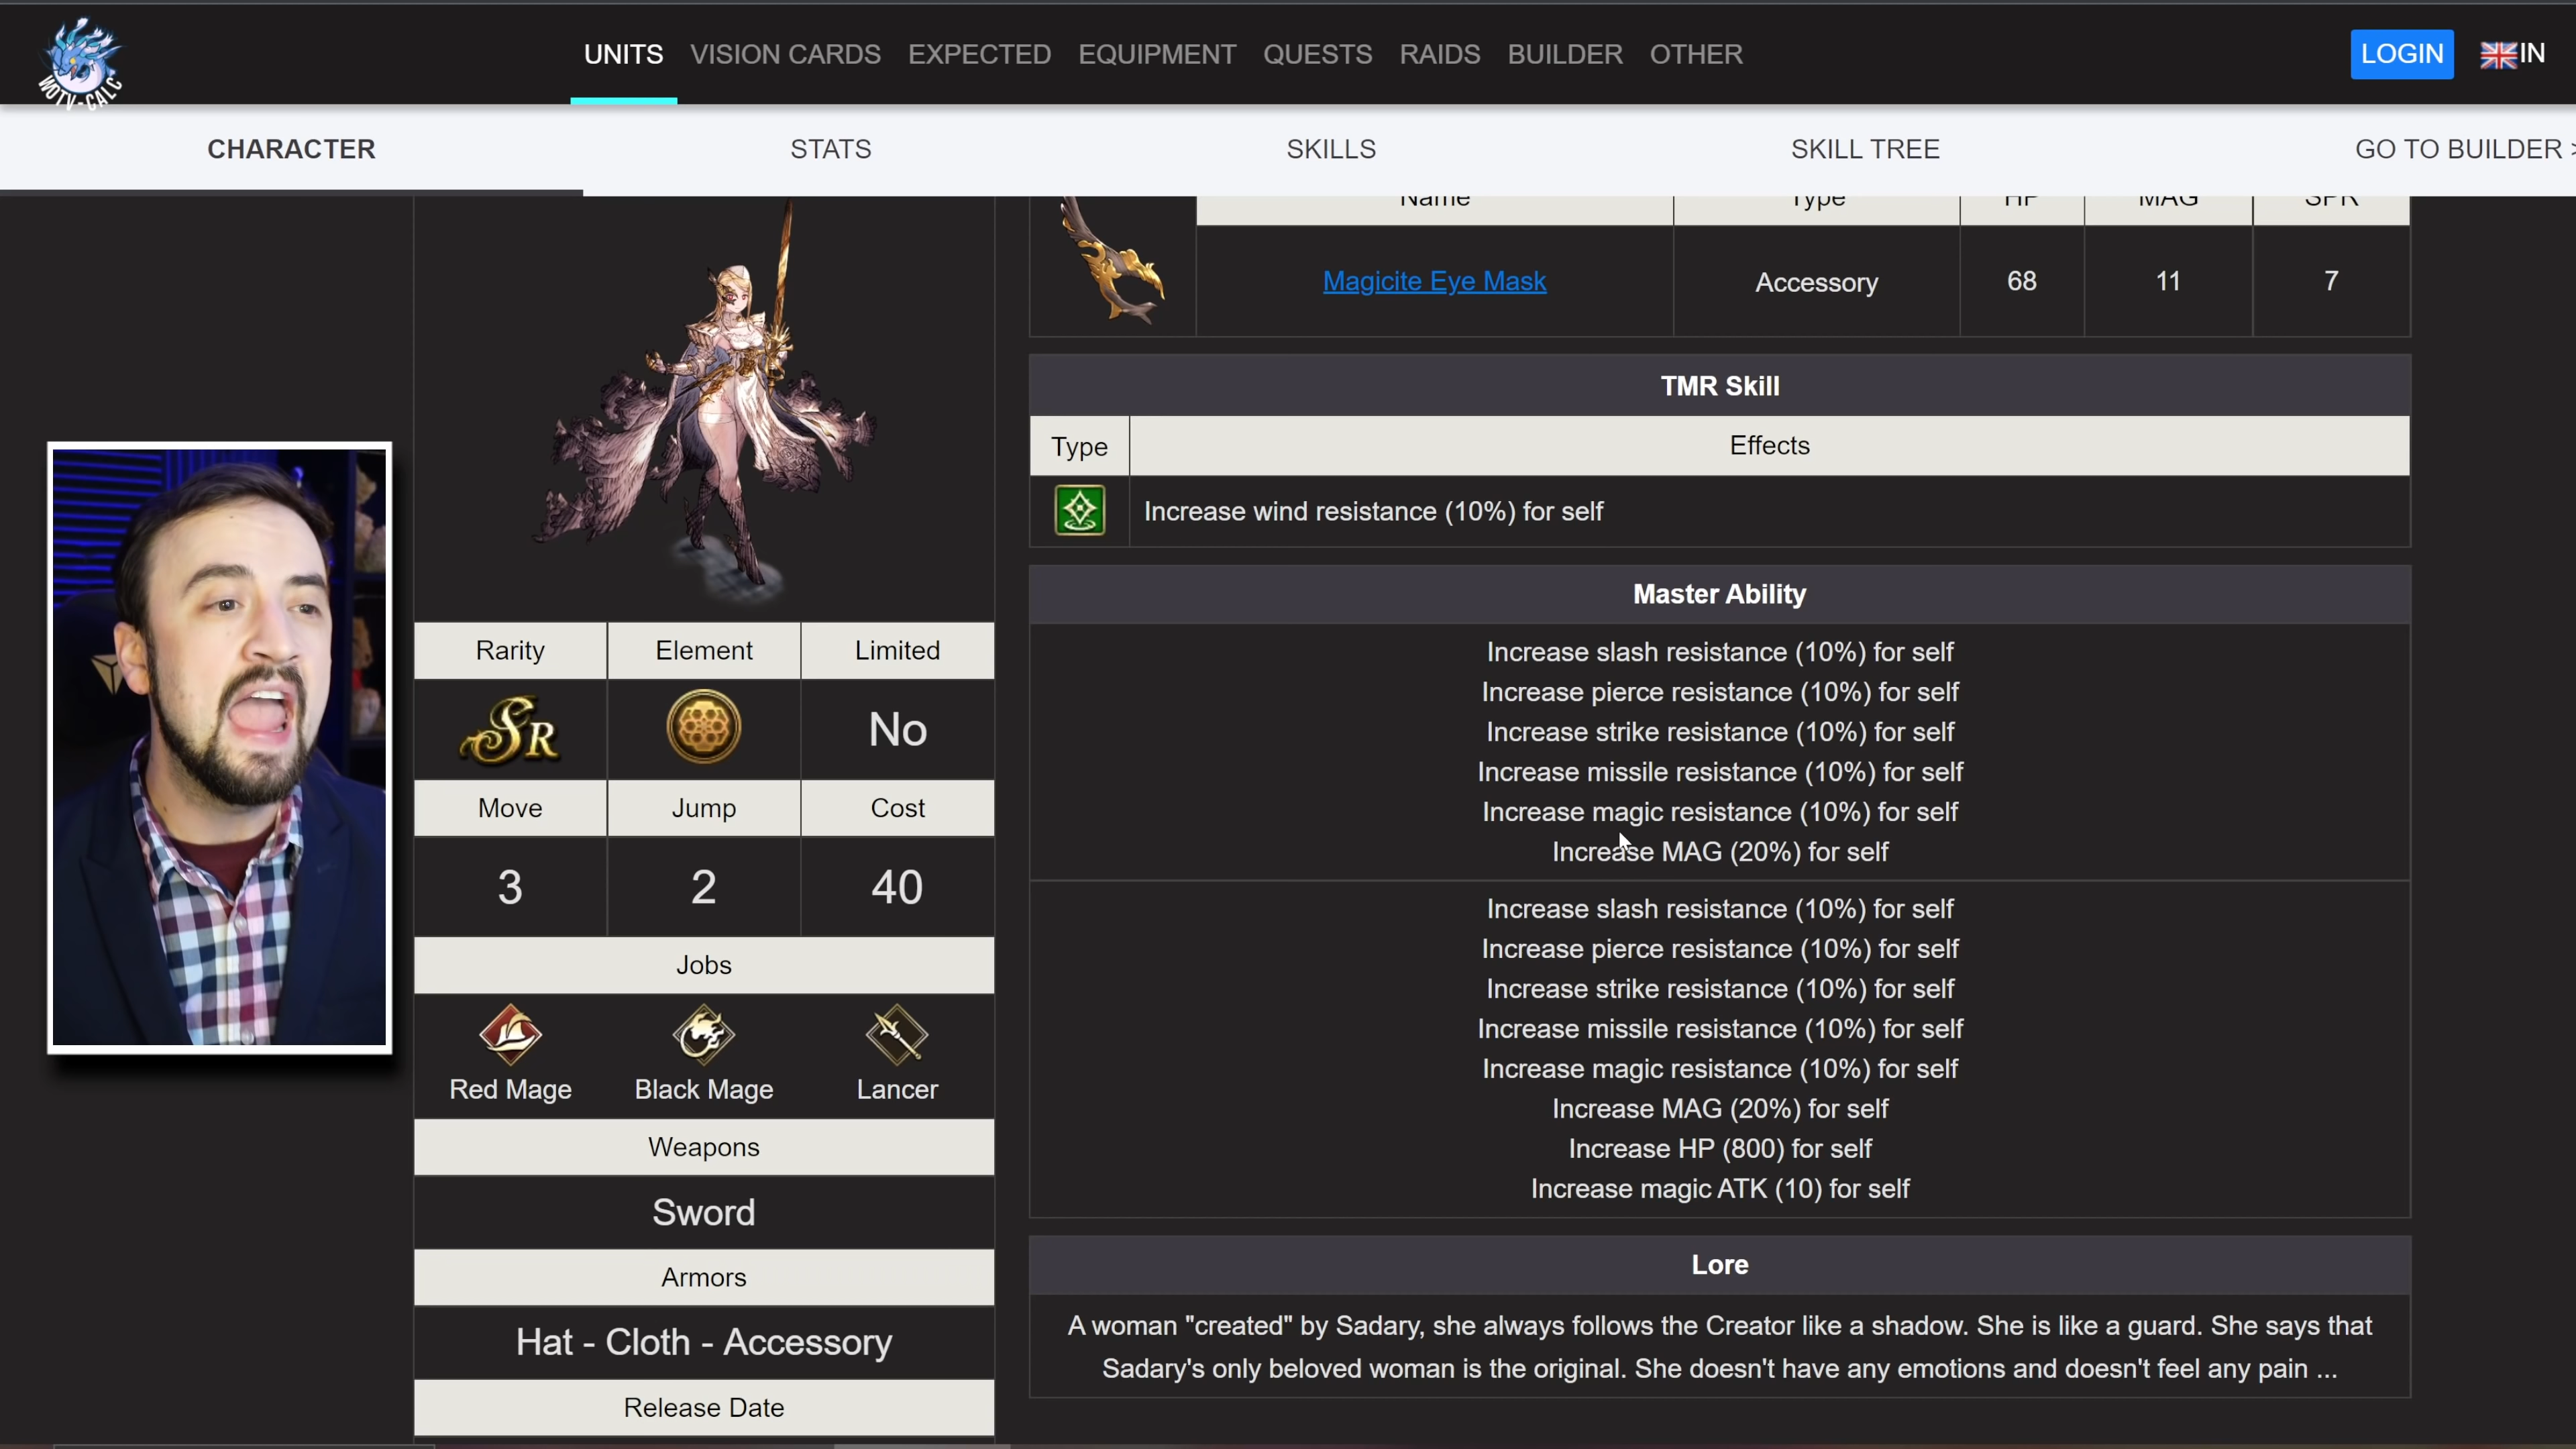 WOTV-CALC
UNITS VISION CARDS EXPECTED EQUIPMENT QUESTS RAIDS BUILDER OTHER
LOGIN IN
CHARACTER STATS SKILLS SKILL TREE GO TO BUILDER >
Name Type HP MAG SPR
Magicite Eye Mask Accessory 68 11 7
TMR Skill
Type Effects
Increase wind resistance (10%) for self
Master Ability
Increase slash resistance (10%) for self
Increase pierce resistance (10%) for self
Increase strike resistance (10%) for self
Increase missile resistance (10%) for self
Increase magic resistance (10%) for self
Increase MAG (20%) for self
Increase slash resistance (10%) for self
Increase pierce resistance (10%) for self
Increase strike resistance (10%) for self
Increase missile resistance (10%) for self
Increase magic resistance (10%) for self
Increase MAG (20%) for self
Increase HP (800) for self
Increase magic ATK (10) for self
Lore
A woman "created" by Sadary, she always follows the Creator like a shadow. She is like a guard. She says that
Sadary's only beloved woman is the original. She doesn't have any emotions and doesn't feel any pain ...
Rarity Element Limited
SR No
Move Jump Cost
3 2 40
Jobs
Red Mage Black Mage Lancer
Weapons
Sword
Armors
Hat - Cloth - Accessory
Release Date